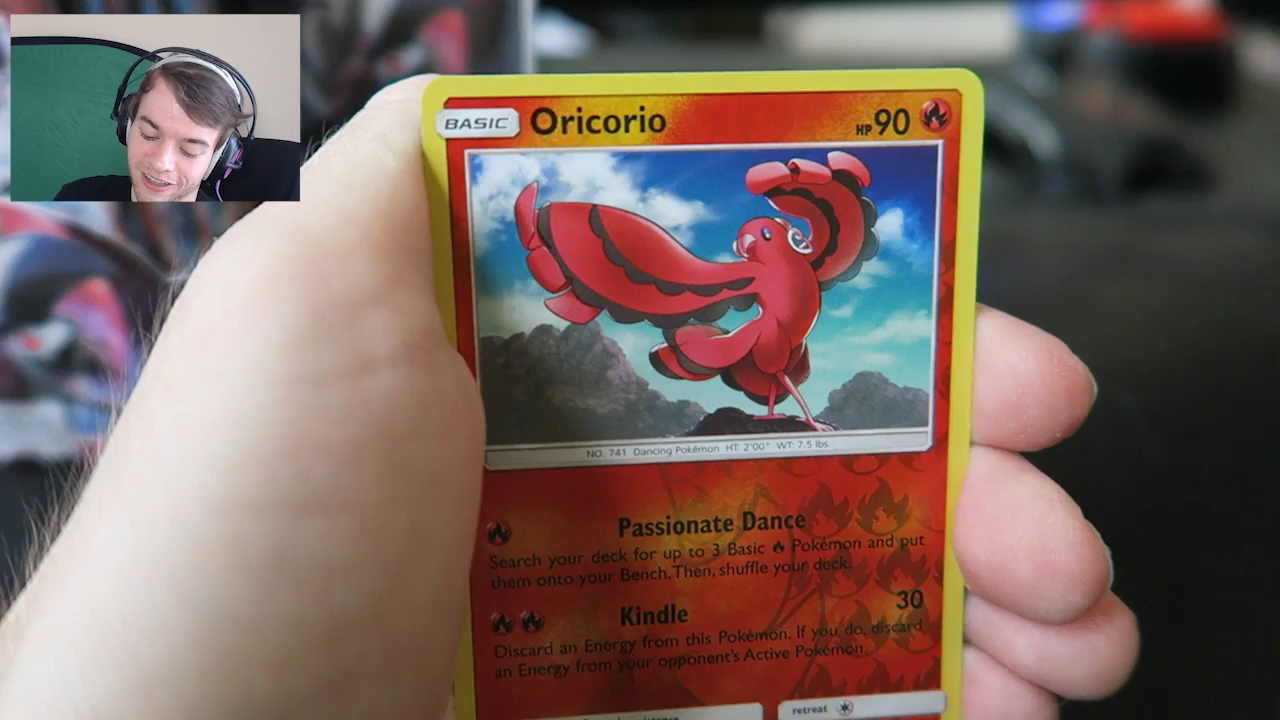 BASIC Oricorio HP 90
NO. 741 Dancing Pokémon HT: 2'00" WT: 7.5 lbs.
Passionate Dance
Search your deck for up to 3 Basic Pokémon and put
them onto your Bench. Then, shuffle your deck.
Kindle 30
Discard an Energy from this Pokémon. If you do, discard
an Energy from your opponent's Active Pokémon.
retreat